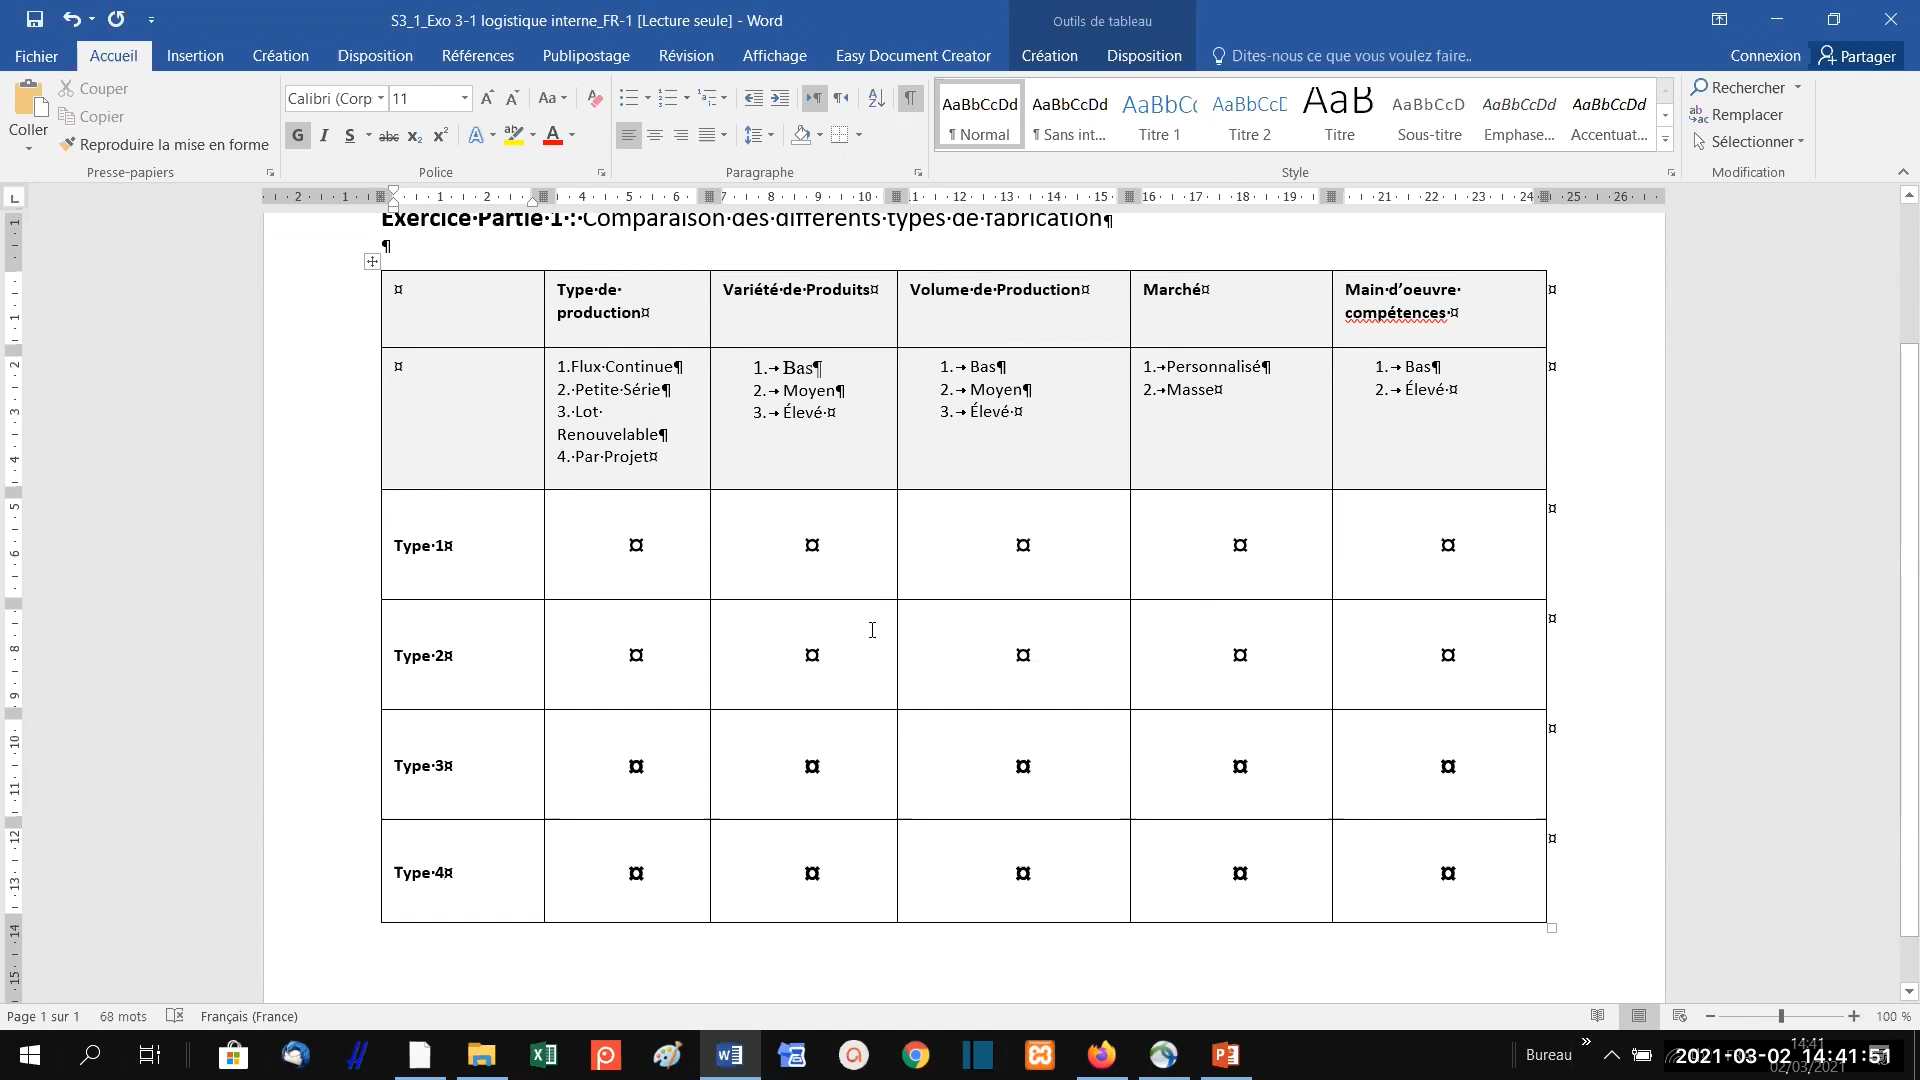 S3_1_Exo 3-1 logistique interne_FR-1 [Lecture seule] - Word
Outils de tableau
Fichier Accueil Insertion Création Disposition Références Publipostage Révision Affichage Easy Document Creator Création Disposition Dites-nous ce que vous voulez faire.. Connexion Partager
Coller
Couper
Copier
Reproduire la mise en forme
Presse-papiers
Calibri (Corp 11
Police
Paragraphe
AaBbCcDd AaBbCcDd AaBbCc AaBbCcD AaB AaBbCcD AaBbCcDd AaBbCcDd
¶ Normal ¶ Sans int... Titre 1 Titre 2 Titre Sous-titre Emphase... Accentuat...
Style
Rechercher
Remplacer
Sélectionner
Modification
Exercice·Partie·1·:·Comparaison·des·différents·types·de·fabrication¶
¶
¤
Type·de·
production¤
Variété·de·Produits¤
Volume·de·Production¤
Marché¤
Main·d’oeuvre·
compétences·¤
¤
¤
1.Flux·Continue¶
2.·Petite·Série¶
3.·Lot·
Renouvelable¶
4.·Par·Projet¤
1.→Bas¶
2.→Moyen¶
3.→Élevé·¤
1.→Bas¶
2.→Moyen¶
3.→Élevé·¤
1.→Personnalisé¶
2.→Masse¤
1.→Bas¶
2.→Élevé·¤
¤
Type·1¤ ¤ ¤ ¤ ¤ ¤ ¤
Type·2¤ ¤ ¤ ¤ ¤ ¤ ¤
Type·3¤ ¤ ¤ ¤ ¤ ¤ ¤
Type·4¤ ¤ ¤ ¤ ¤ ¤ ¤
Page 1 sur 1 68 mots Français (France) 100 %
Bureau
2021-03-02 14:41:51